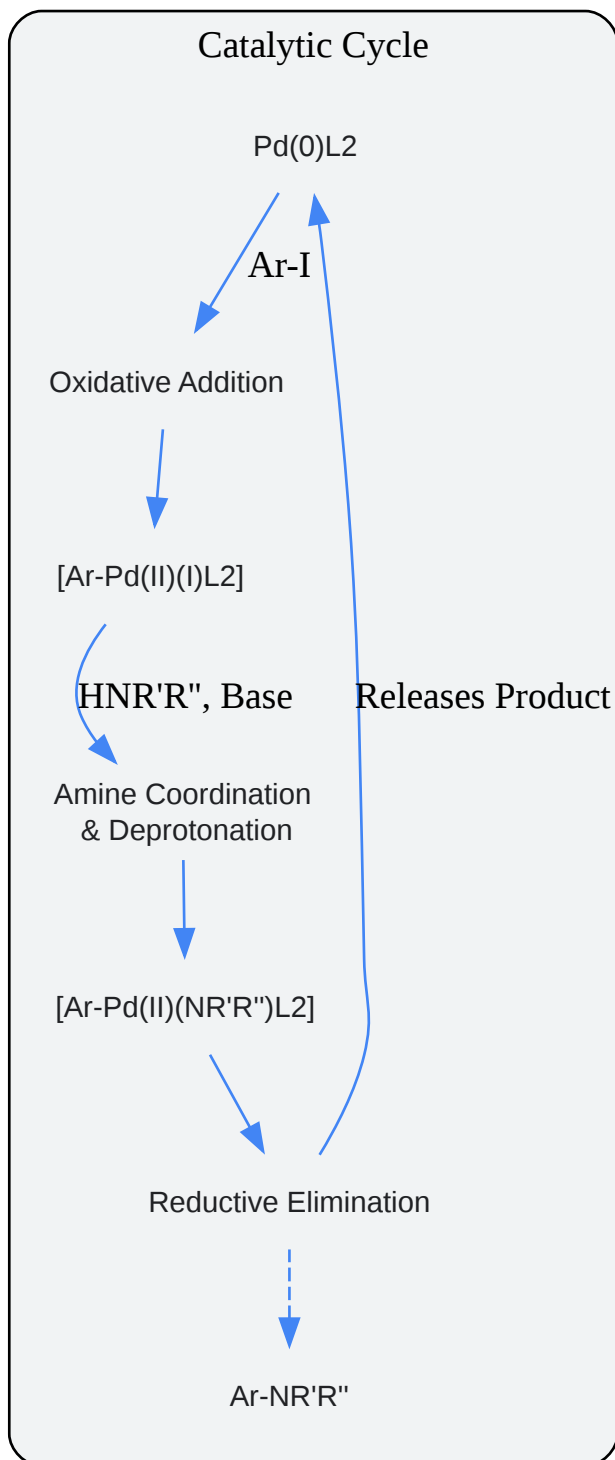 Catalytic Cycle
Pd(0)L2
Ar-I
Oxidative Addition
[Ar-Pd(II)(I)L2]
HNR'R'', Base
Releases Product
Amine Coordination
& Deprotonation
[Ar-Pd(II)(NR'R'')L2]
Reductive Elimination
Ar-NR'R''